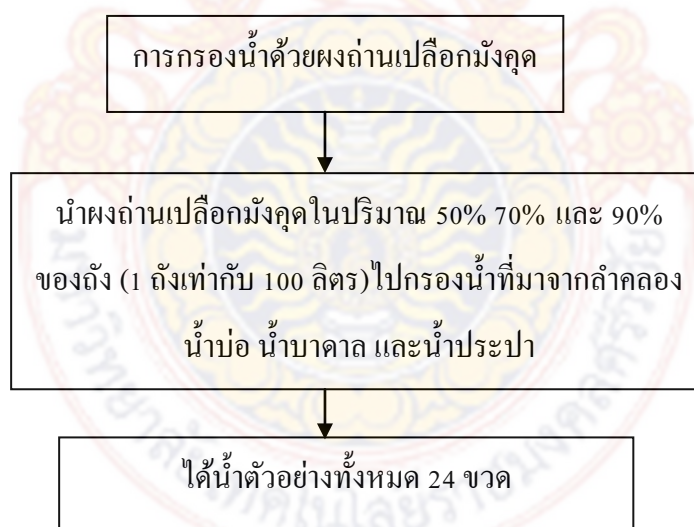 การกรองน้ำด้วยผงถ่านเปลือกมังคุด
นำผงถ่านเปลือกมังคุดในปริมาณ 50% 70% และ 90%
ของถัง (1 ถังเท่ากับ 100 ลิตร)ไปกรองน้ำที่มาจากลำคลอง
น้ำบ่อ น้ำบาดาล และน้ำประปา
ได้น้ำตัวอย่างทั้งหมด 24 ขวด